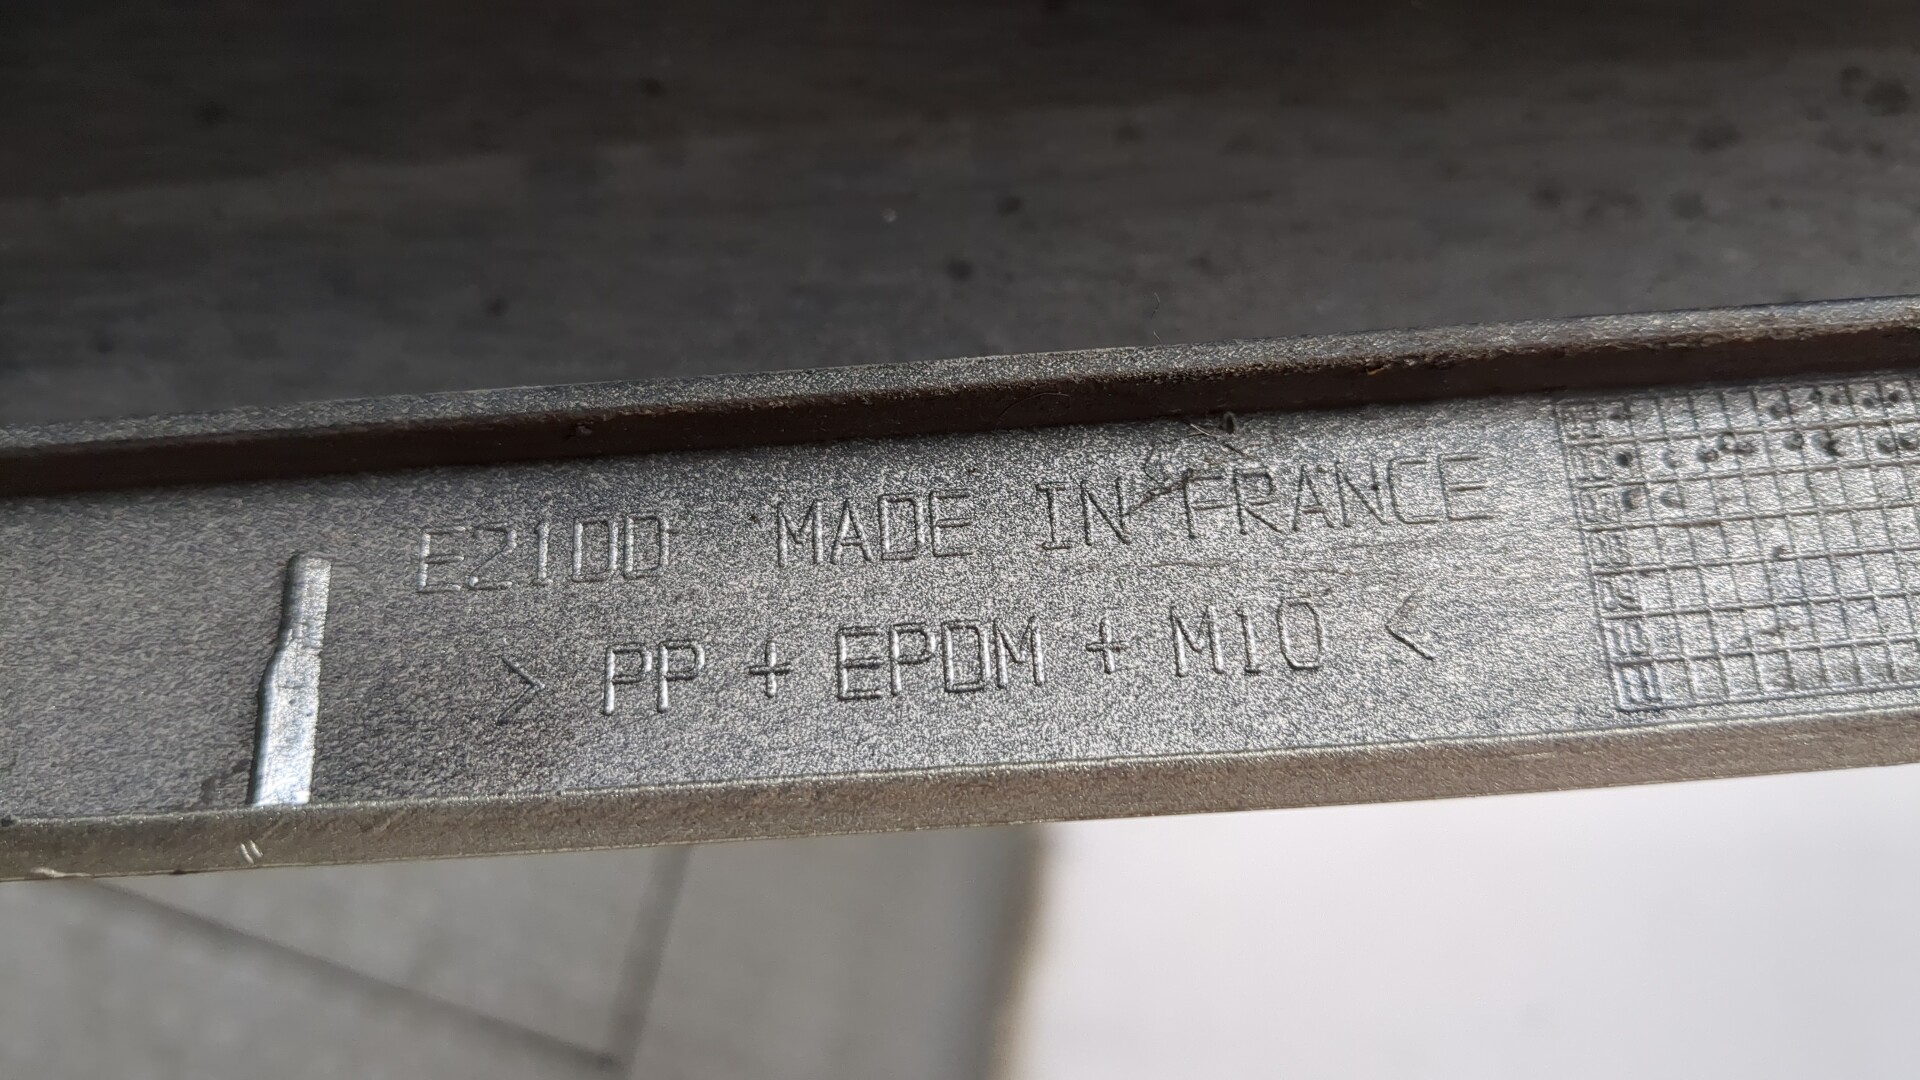 E2100 MADE IN FRANCE
> PP + EPDM + M10 <